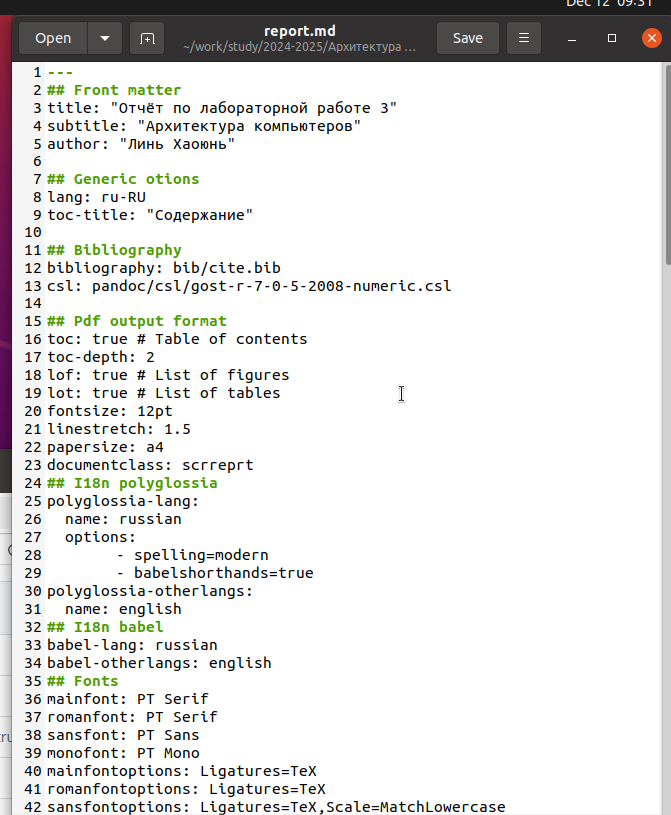 Dec 12 09:31
Open
report.md
~/work/study/2024-2025/Архитектура ...
Save
1 ---
2 ## Front matter
3 title: "Отчёт по лабораторной работе 3"
4 subtitle: "Архитектура компьютеров"
5 author: "Линь Хаоюнь"
6
7 ## Generic otions
8 lang: ru-RU
9 toc-title: "Содержание"
10
11 ## Bibliography
12 bibliography: bib/cite.bib
13 csl: pandoc/csl/gost-r-7-0-5-2008-numeric.csl
14
15 ## Pdf output format
16 toc: true # Table of contents
17 toc-depth: 2
18 lof: true # List of figures
19 lot: true # List of tables
20 fontsize: 12pt
21 linestretch: 1.5
22 papersize: a4
23 documentclass: scrreprt
24 ## I18n polyglossia
25 polyglossia-lang:
26   name: russian
27   options:
28         - spelling=modern
29         - babelshorthands=true
30 polyglossia-otherlangs:
31   name: english
32 ## I18n babel
33 babel-lang: russian
34 babel-otherlangs: english
35 ## Fonts
36 mainfont: PT Serif
37 romanfont: PT Serif
38 sansfont: PT Sans
39 monofont: PT Mono
40 mainfontoptions: Ligatures=TeX
41 romanfontoptions: Ligatures=TeX
42 sansfontoptions: Ligatures=TeX,Scale=MatchLowercase